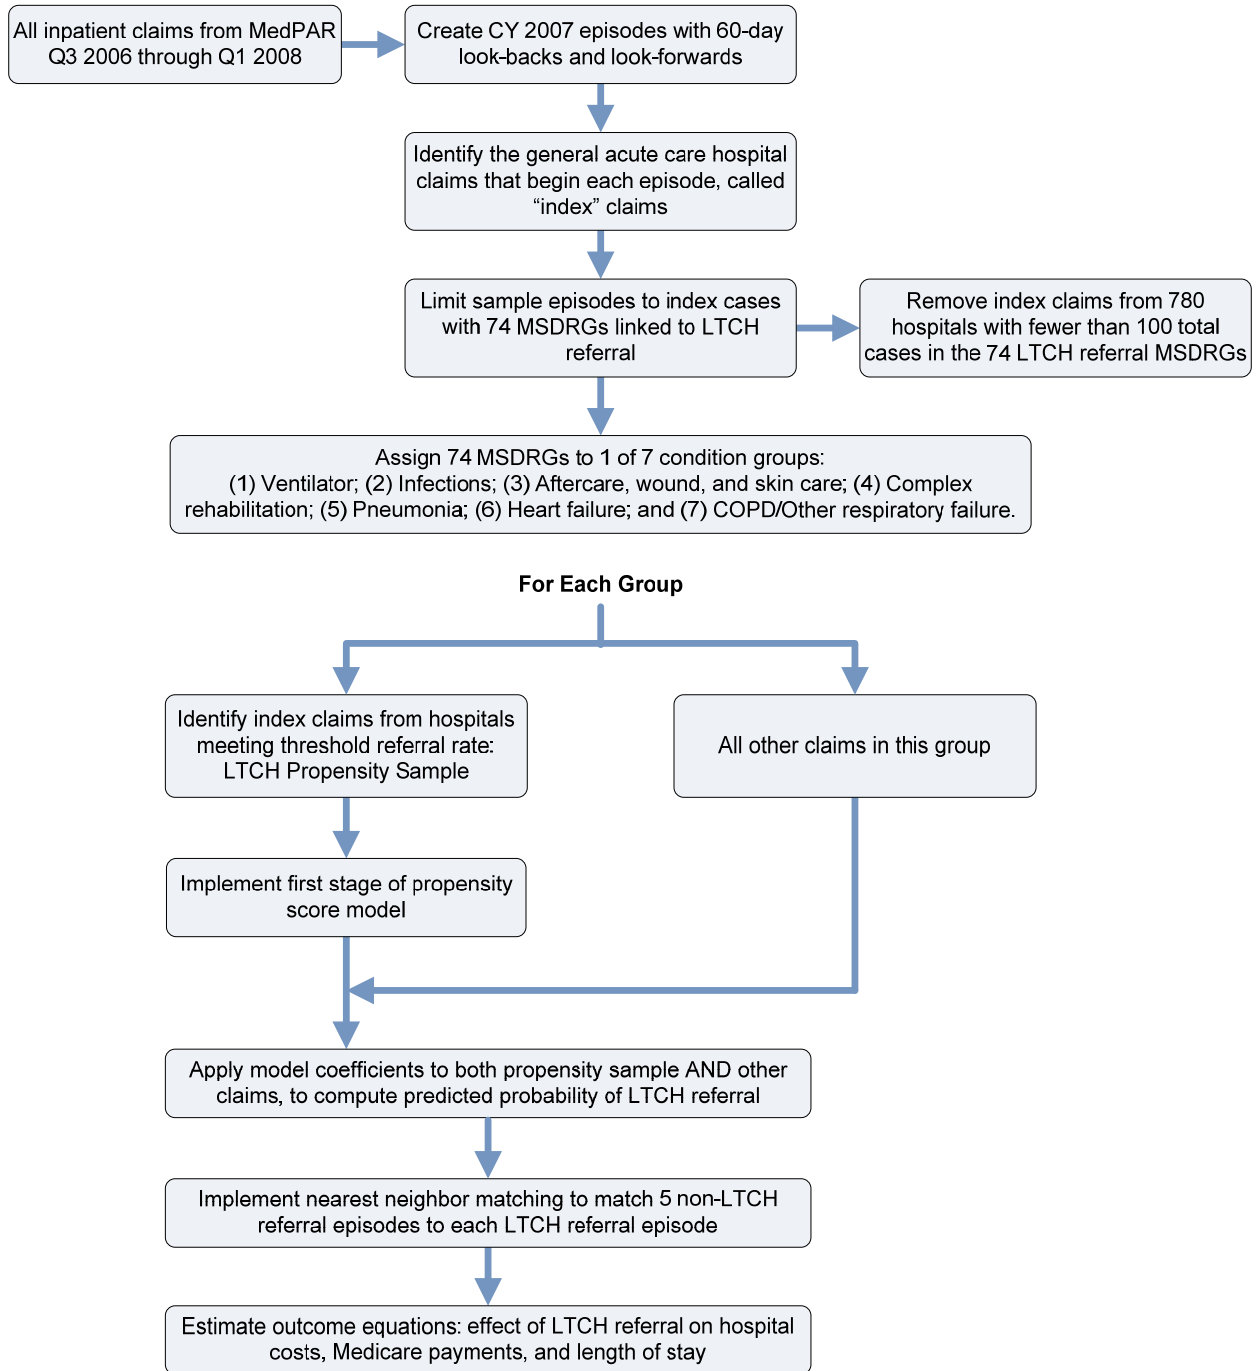 All inpatient claims from MedPAR
Q3 2006 through Q1 2008
Create CY 2007 episodes with 60-day
look-backs and look-forwards
Identify the general acute care hospital
claims that begin each episode, called
“index” claims
Limit sample episodes to index cases
with 74 MSDRGs linked to LTCH
referral
Remove index claims from 780
hospitals with fewer than 100 total
cases in the 74 LTCH referral MSDRGs
Assign 74 MSDRGs to 1 of 7 condition groups:
(1) Ventilator; (2) Infections; (3) Aftercare, wound, and skin care; (4) Complex
rehabilitation; (5) Pneumonia; (6) Heart failure; and (7) COPD/Other respiratory failure.
For Each Group
Identify index claims from hospitals
meeting threshold referral rate:
LTCH Propensity Sample
All other claims in this group
Implement first stage of propensity
score model
Apply model coefficients to both propensity sample AND other
claims, to compute predicted probability of LTCH referral
Implement nearest neighbor matching to match 5 non-LTCH
referral episodes to each LTCH referral episode
Estimate outcome equations: effect of LTCH referral on hospital
costs, Medicare payments, and length of stay